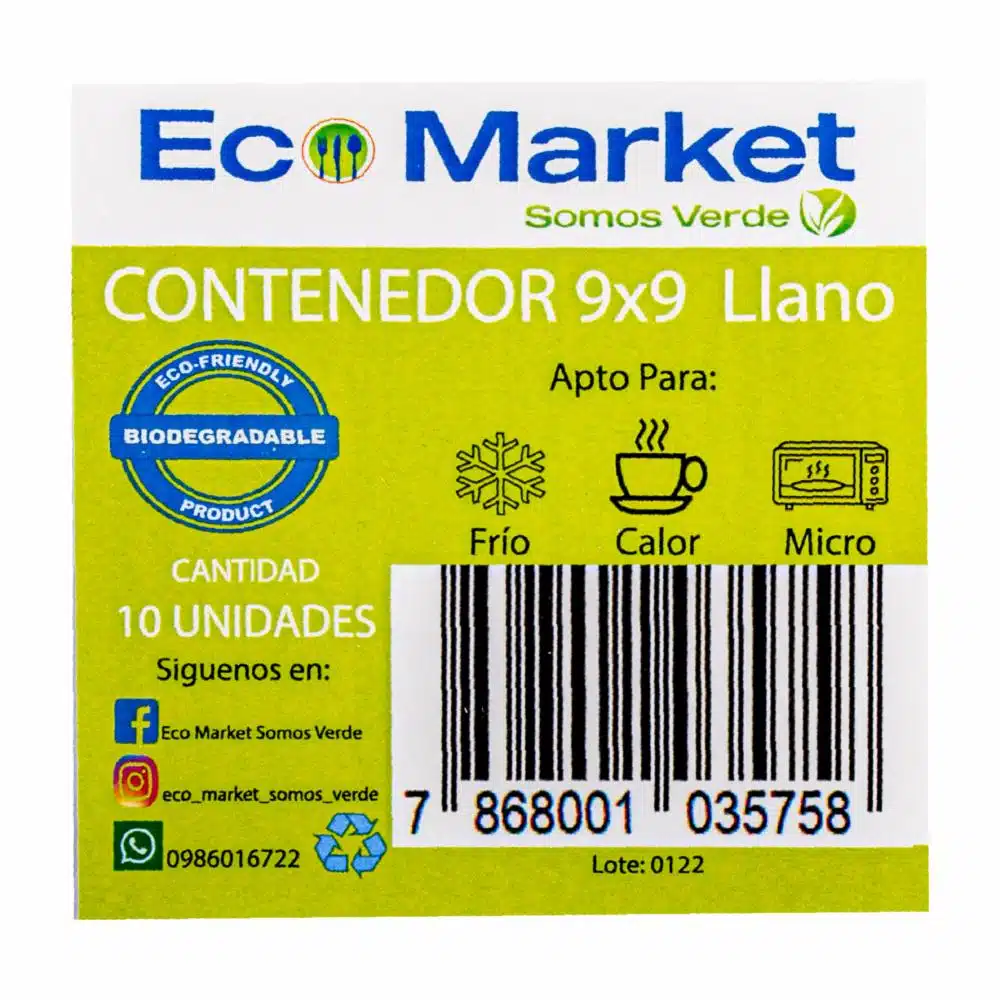 Eco Market
Somos Verde
CONTENEDOR 9x9 Llano
ECO-FRIENDLY
BIODEGRADABLE
PRODUCT
Apto Para:
Frío Calor Micro
CANTIDAD
10 UNIDADES
Siguenos en:
Eco Market Somos Verde
eco_market_somos_verde
0986016722
7 868001 035758
Lote: 0122